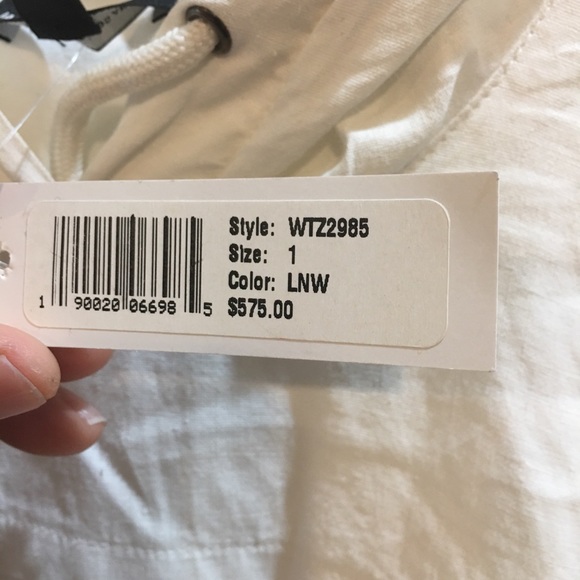 Style: WTZ2985
Size: 1
Color: LNW
$575.00
1 90020 06698 5